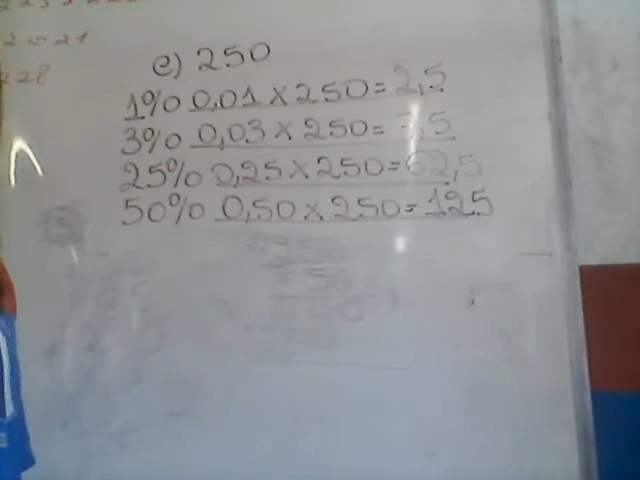 e) 250
1% 0,01 x 250 = 2,5
3% 0,03 x 250 = 7,5
25% 0,25 x 250 = 62,5
50% 0,50 x 250 = 125